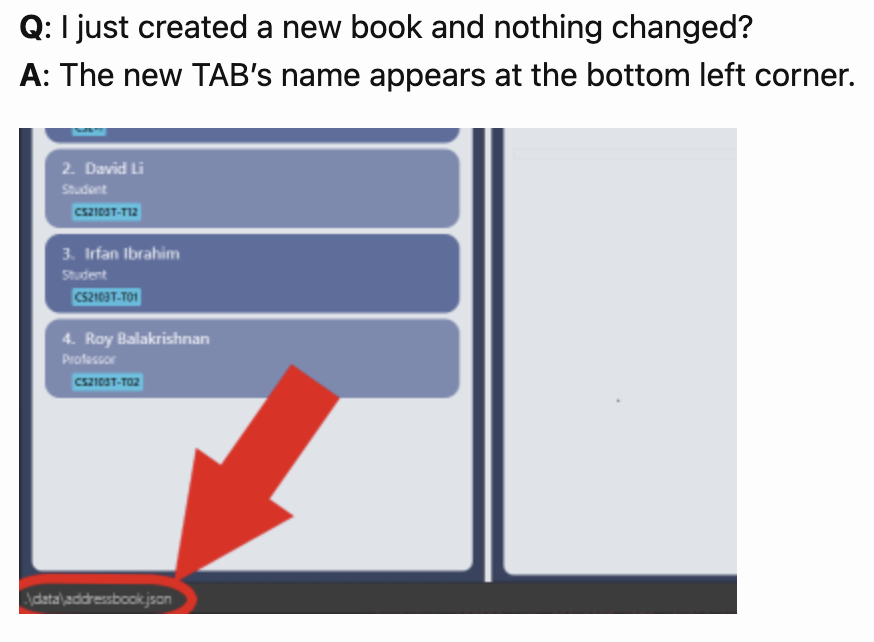 Q: I just created a new book and nothing changed?
A: The new TAB’s name appears at the bottom left corner.
2. David Li
Student
CS2103T-T12
3. Irfan Ibrahim
Student
CS2103T-T01
4. Roy Balakrishnan
Professor
CS2103T-T02
.\data\addressbook.json